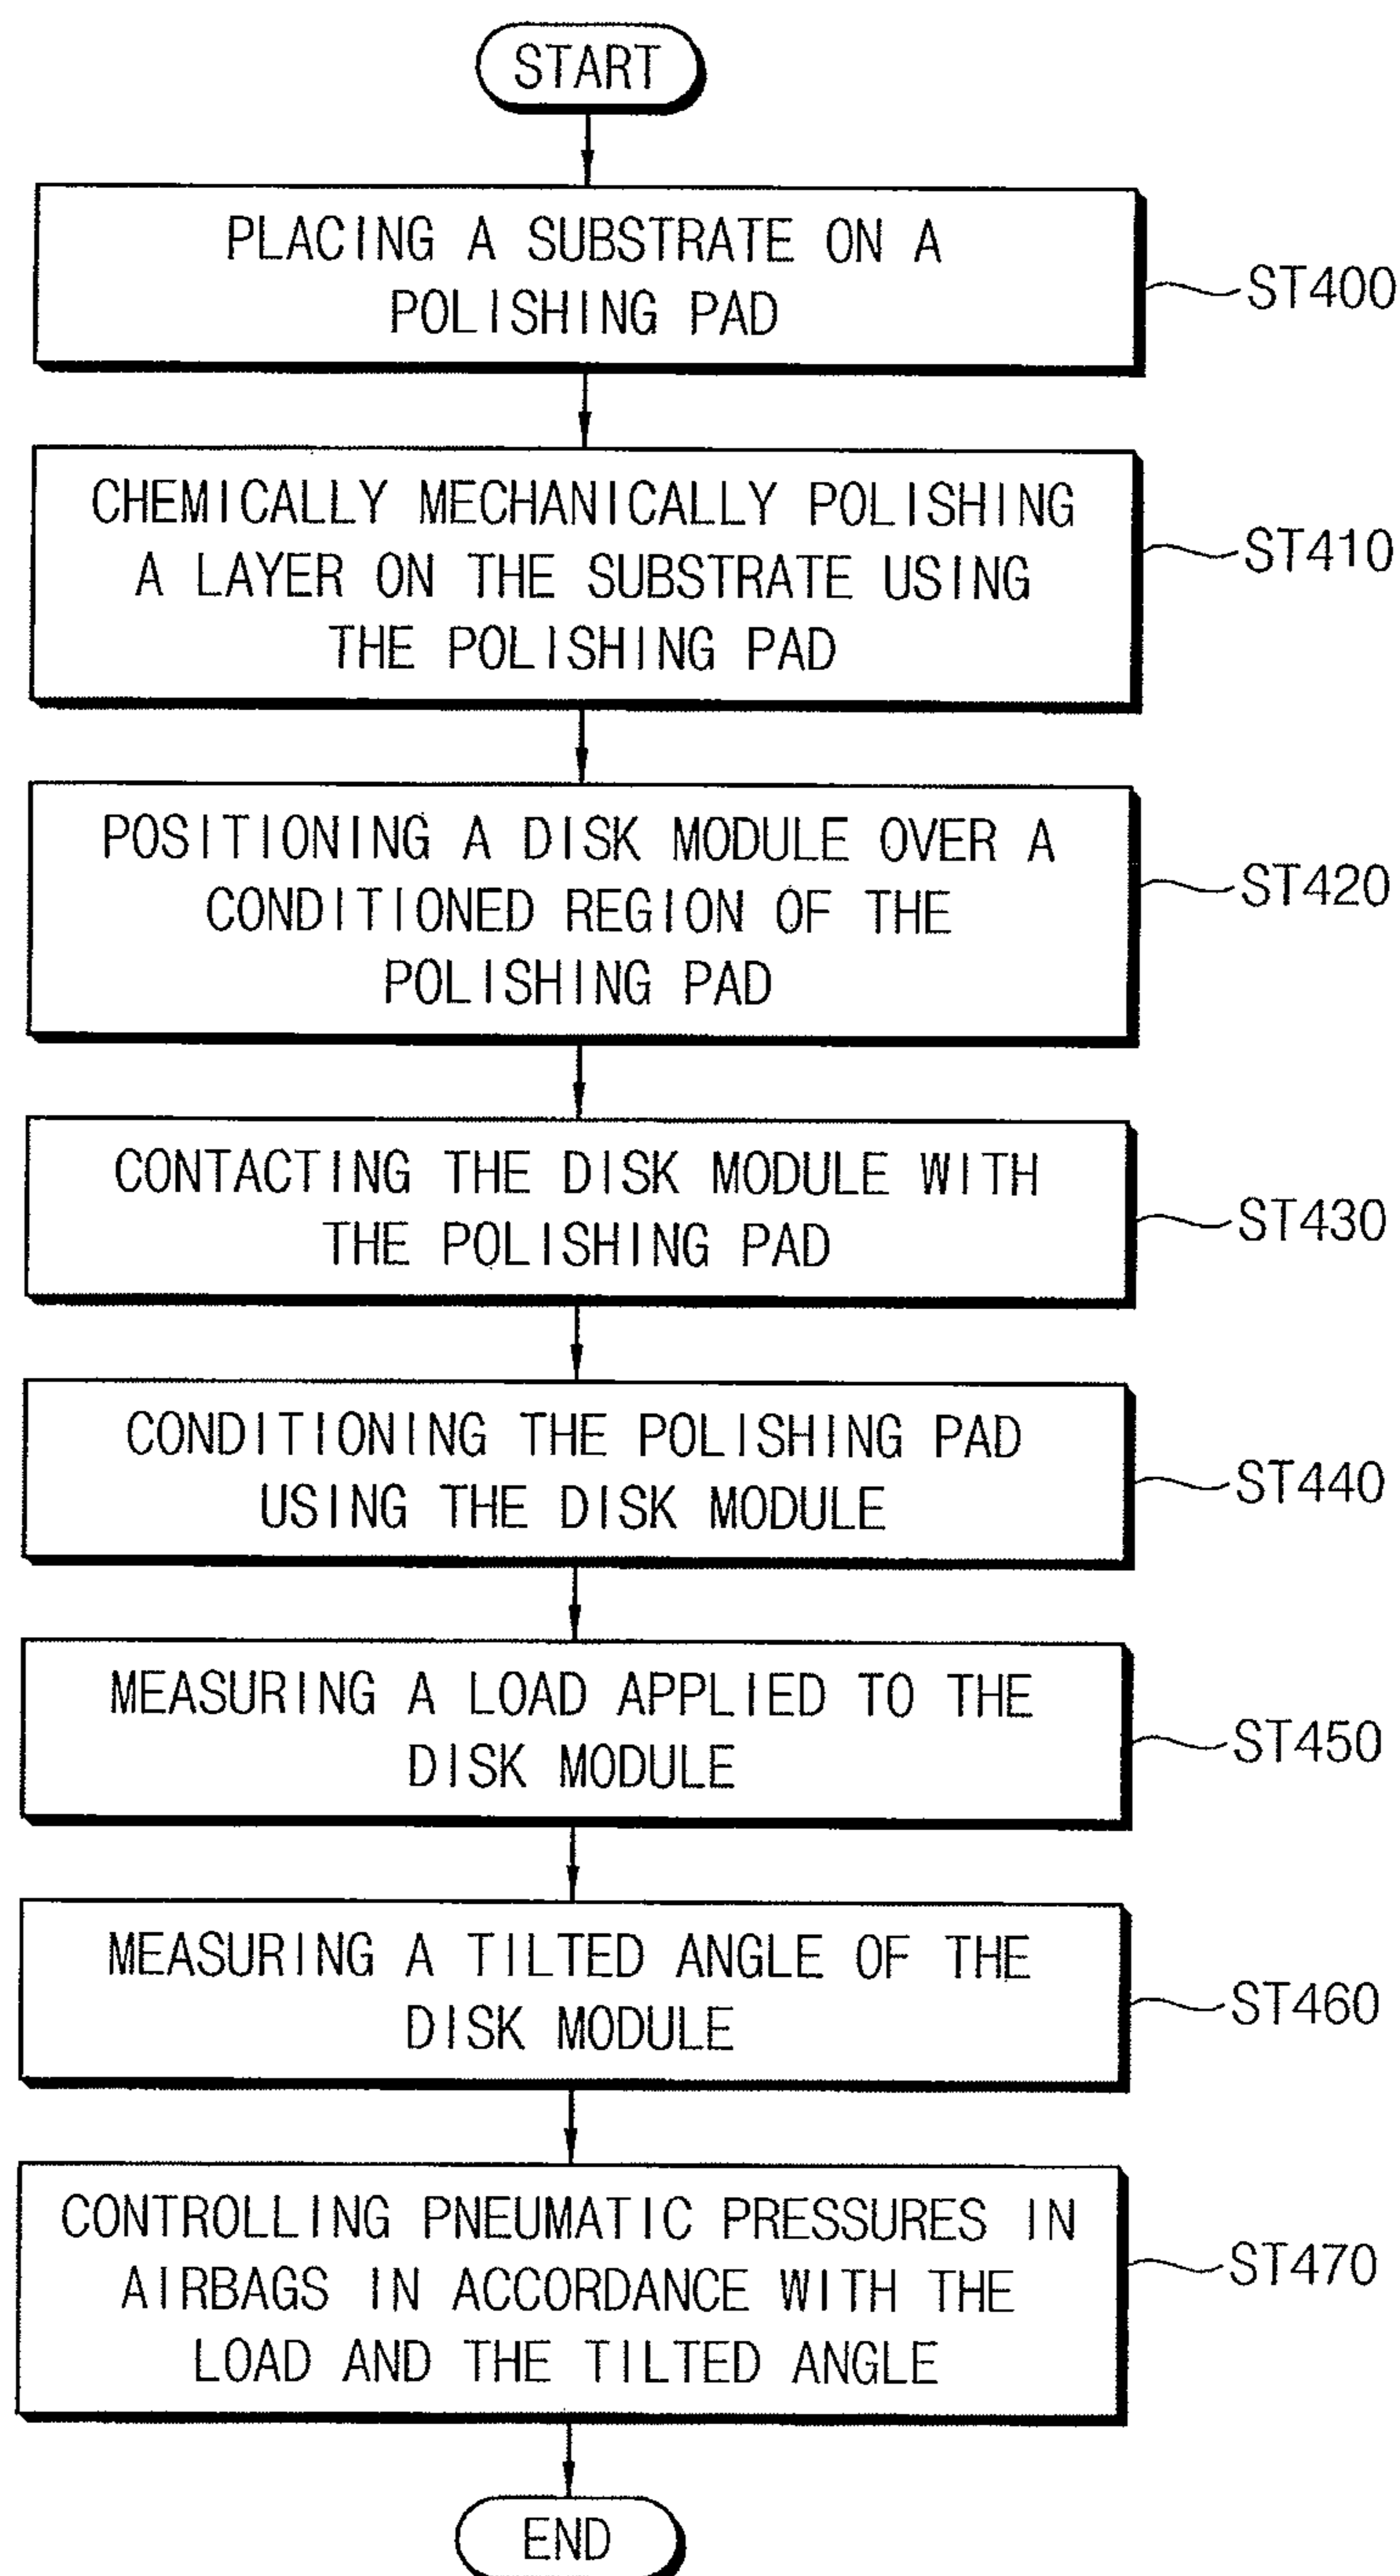 START
PLACING A SUBSTRATE ON A
POLISHING PAD
ST400
CHEMICALLY MECHANICALLY POLISHING
A LAYER ON THE SUBSTRATE USING
THE POLISHING PAD
ST410
POSITIONING A DISK MODULE OVER A
CONDITIONED REGION OF THE
POLISHING PAD
ST420
CONTACTING THE DISK MODULE WITH
THE POLISHING PAD
ST430
CONDITIONING THE POLISHING PAD
USING THE DISK MODULE
ST440
MEASURING A LOAD APPLIED TO THE
DISK MODULE
ST450
MEASURING A TILTED ANGLE OF THE
DISK MODULE
ST460
CONTROLLING PNEUMATIC PRESSURES IN
AIRBAGS IN ACCORDANCE WITH THE
LOAD AND THE TILTED ANGLE
ST470
END